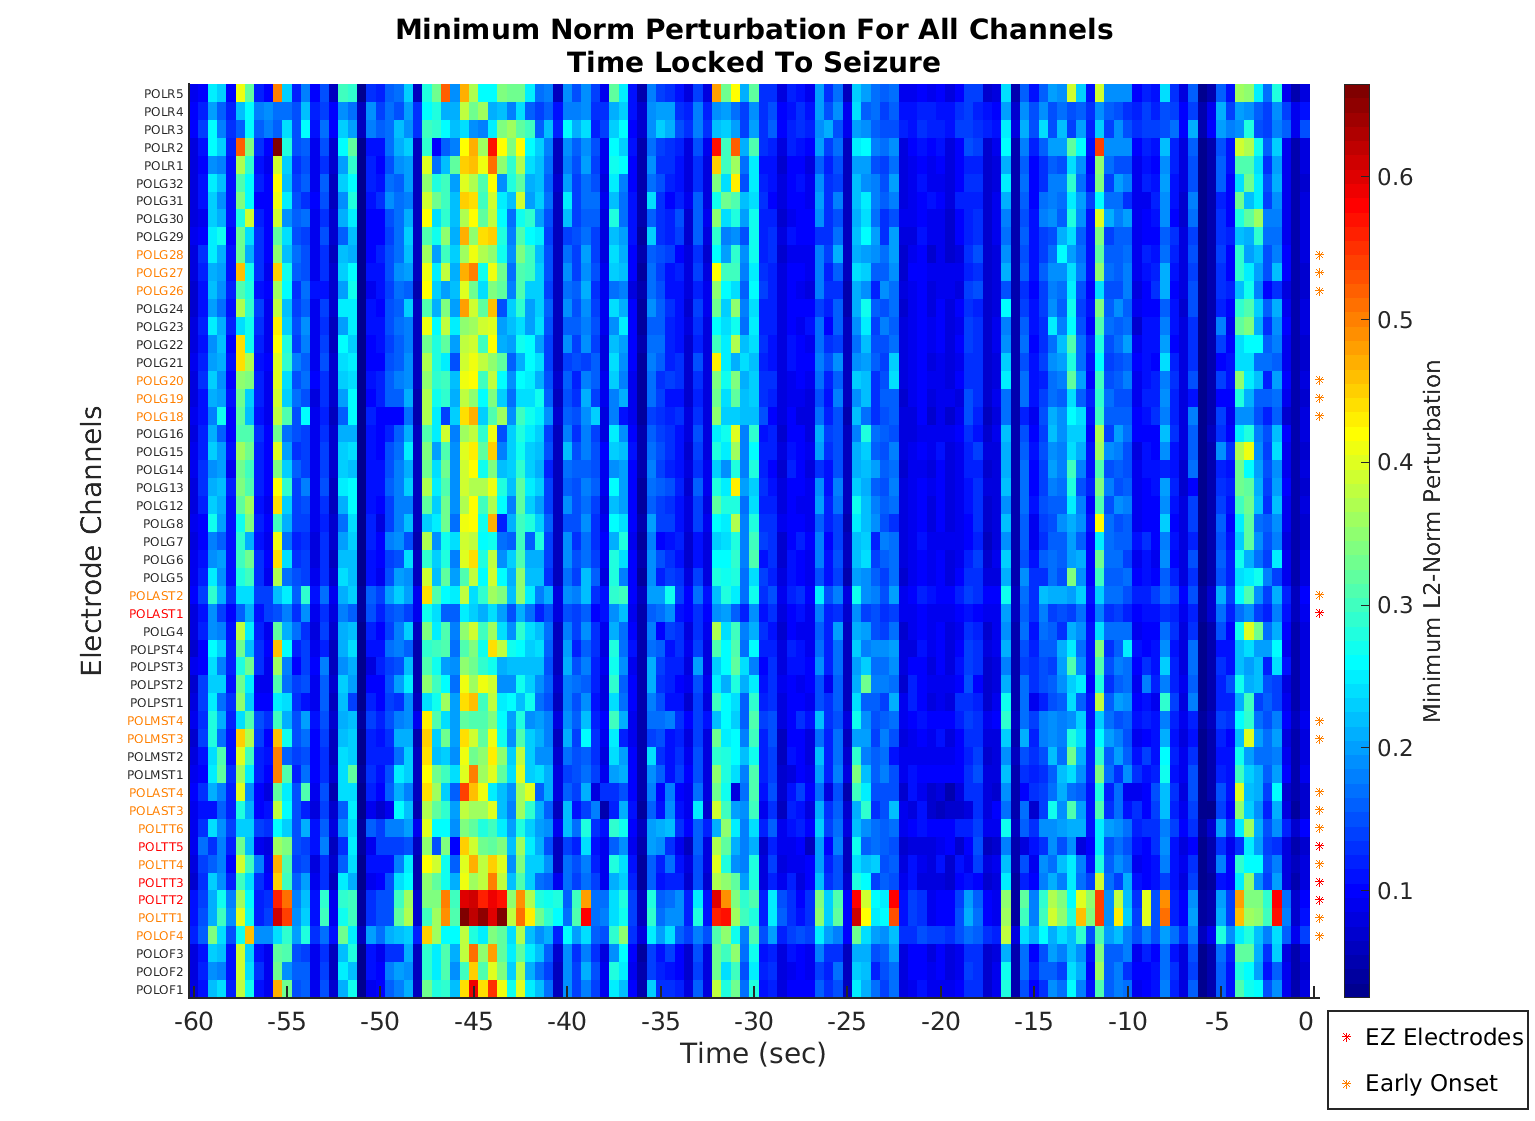 Minimum Norm Perturbation For All Channels
Time Locked To Seizure
Electrode Channels
POLR5
POLR4
POLR3
POLR2
POLR1
POLG32
POLG31
POLG30
POLG29
POLG28
POLG27
POLG26
POLG24
POLG23
POLG22
POLG21
POLG20
POLG19
POLG18
POLG16
POLG15
POLG14
POLG13
POLG12
POLG8
POLG7
POLG6
POLG5
POLAST2
POLAST1
POLG4
POLPST4
POLPST3
POLPST2
POLPST1
POLMST4
POLMST3
POLMST2
POLMST1
POLAST4
POLAST3
POLTT6
POLTT5
POLTT4
POLTT3
POLTT2
POLTT1
POLOF4
POLOF3
POLOF2
POLOF1
-60 -55 -50 -45 -40 -35 -30 -25 -20 -15 -10 -5 0
Time (sec)
0.6
0.5
0.4
0.3
0.2
0.1
Minimum L2-Norm Perturbation
EZ Electrodes
Early Onset